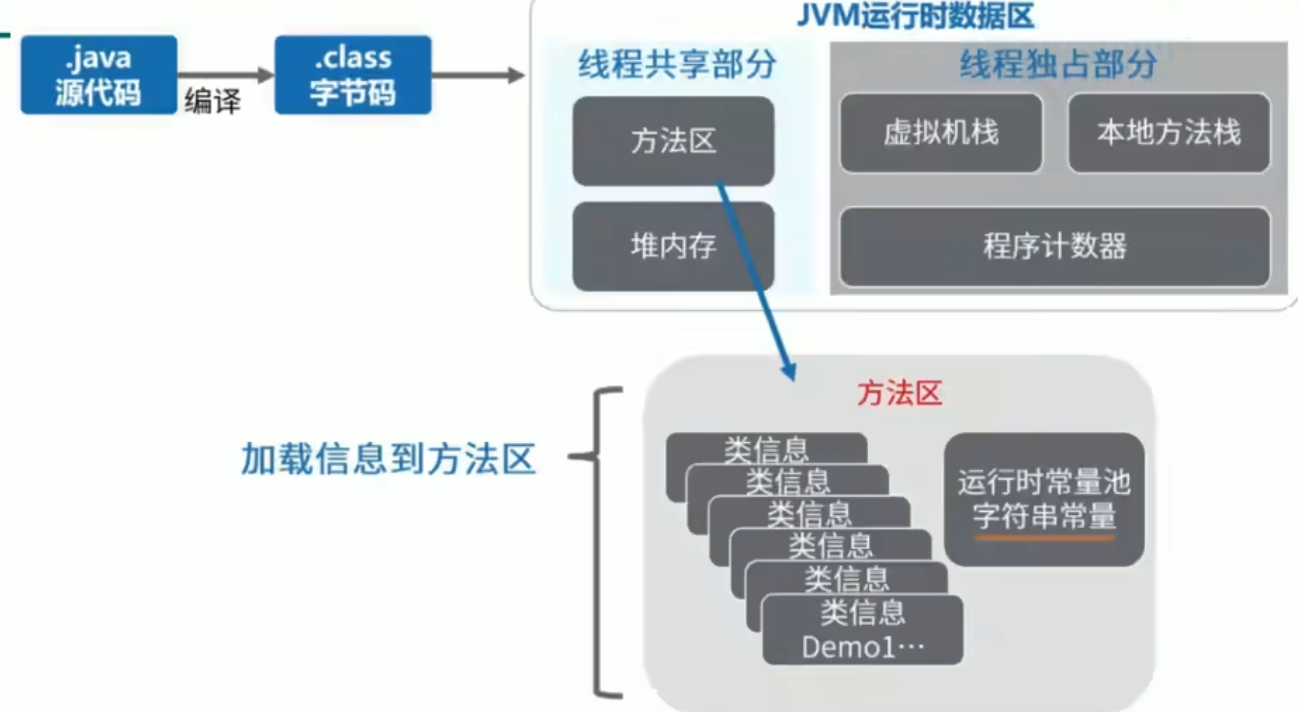 JVM运行时数据区
.java
源代码
编译
.class
字节码
线程共享部分
线程独占部分
方法区
虚拟机栈
本地方法栈
堆内存
程序计数器
方法区
加载信息到方法区
类信息
类信息
类信息
类信息
类信息
类信息
Demo1…
运行时常量池
字符串常量